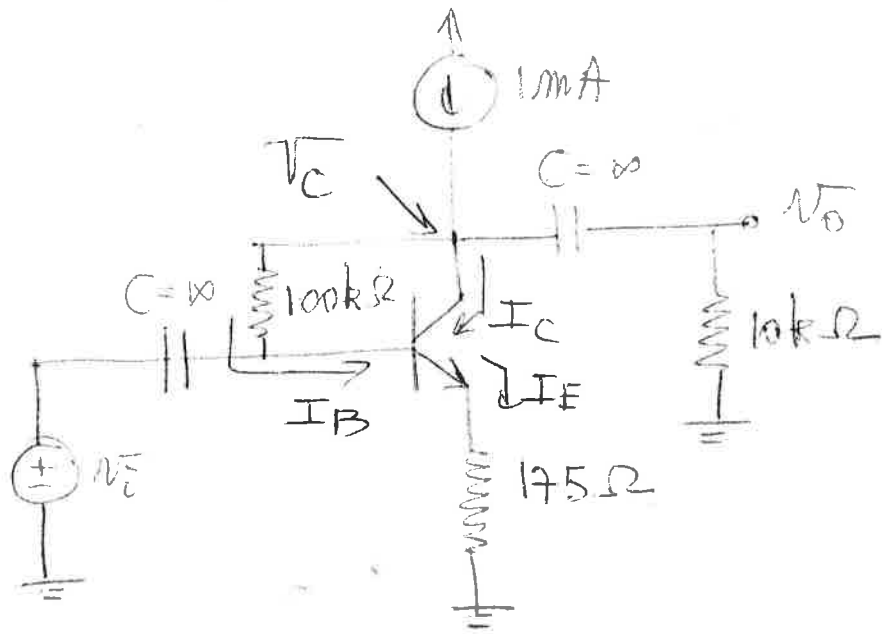 1mA
V_C
C = ∞
v_o
C = ∞
100kΩ
I_C
10kΩ
I_B
I_E
+
−
v_i
175Ω